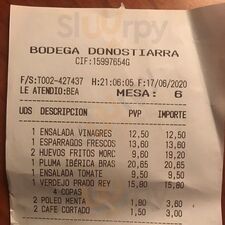 Sluurpy
BODEGA DONOSTIARRA
CIF:15997654G
F/S:T002-427437 H:21:06:05 F:17/06/2020
LE ATENDIO:BEA MESA: 6
UDS DESCRIPCION PVP IMPORTE
1 ENSALADA VINAGRES 12,50 12,50
1 ESPARRAGOS FRESCOS 13,60 13,60
2 HUEVOS FRITOS MORC 9,60 19,20
1 PLUMA IBERICA BRAS 20,65 20,65
1 ENSALADA TOMATE 9,50 9,50
1 VERDEJO PRADO REY 15,80 15,80
4 COPAS
2 POLEO MENTA 1,80 3,60
2 CAFE CORTADO 1,50 3,00